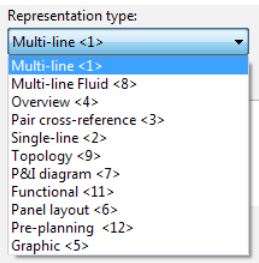 Representation type:
Multi-line <1>
Multi-line <1>
Multi-line Fluid <8>
Overview <4>
Pair cross-reference <3>
Single-line <2>
Topology <9>
P&I diagram <7>
Functional <11>
Panel layout <6>
Pre-planning  <12>
Graphic <5>